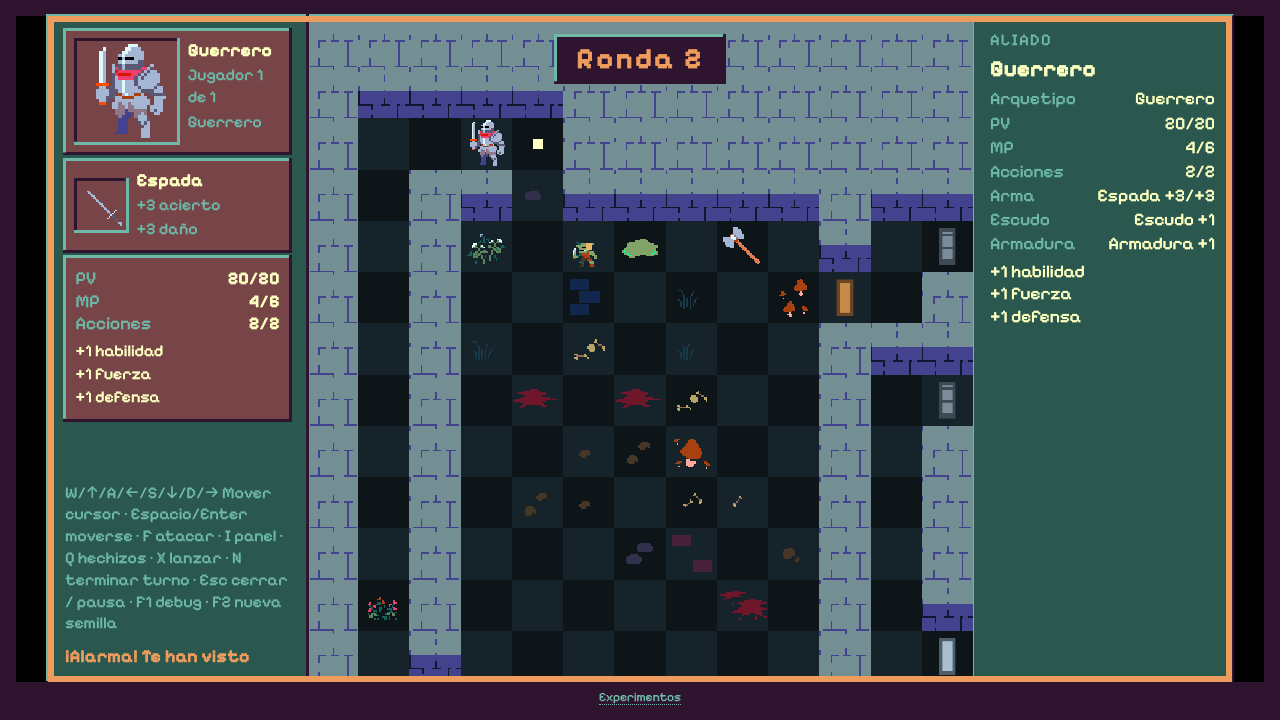 Guerrero
Jugador 1
de 1
Guerrero
Espada
+3 acierto
+3 daño
PV 20/20
MP 4/6
Acciones 2/2
+1 habilidad
+1 fuerza
+1 defensa
W/↑/A/←/S/↓/D/→ Mover
cursor · Espacio/Enter
moverse · F atacar · I panel ·
Q hechizos · X lanzar · N
terminar turno · Esc cerrar
/ pausa · F1 debug · F2 nueva
semilla
¡Alarma! Te han visto
Ronda 2
ALIADO
Guerrero
Arquetipo Guerrero
PV 20/20
MP 4/6
Acciones 2/2
Arma Espada +3/+3
Escudo Escudo +1
Armadura Armadura +1
+1 habilidad
+1 fuerza
+1 defensa
Experimentos